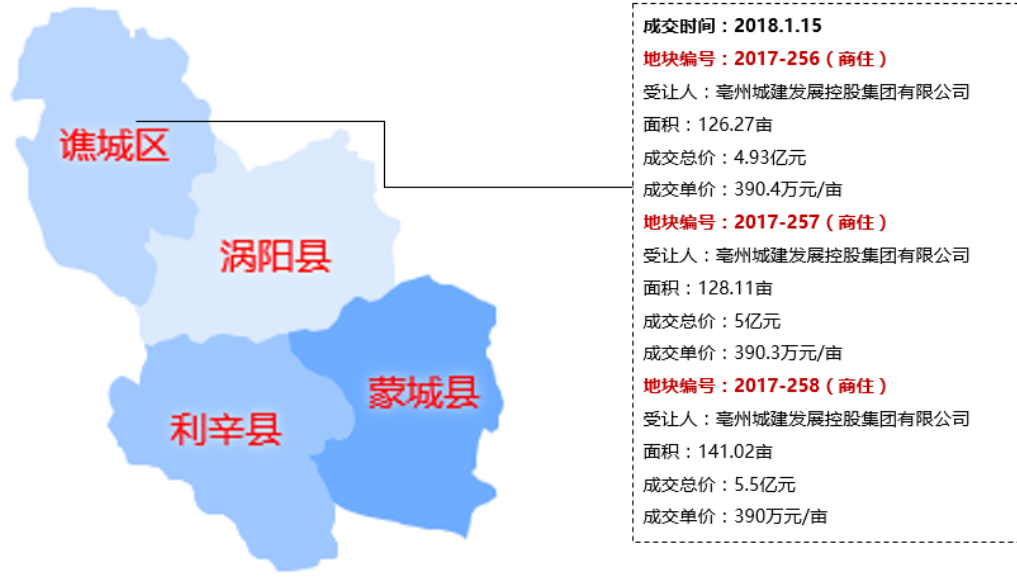 谯城区
涡阳县
利辛县
蒙城县
成交时间：2018.1.15
地块编号：2017-256（商住）
受让人：亳州城建发展控股集团有限公司
面积：126.27亩
成交总价：4.93亿元
成交单价：390.4万元/亩
地块编号：2017-257（商住）
受让人：亳州城建发展控股集团有限公司
面积：128.11亩
成交总价：5亿元
成交单价：390.3万元/亩
地块编号：2017-258（商住）
受让人：亳州城建发展控股集团有限公司
面积：141.02亩
成交总价：5.5亿元
成交单价：390万元/亩